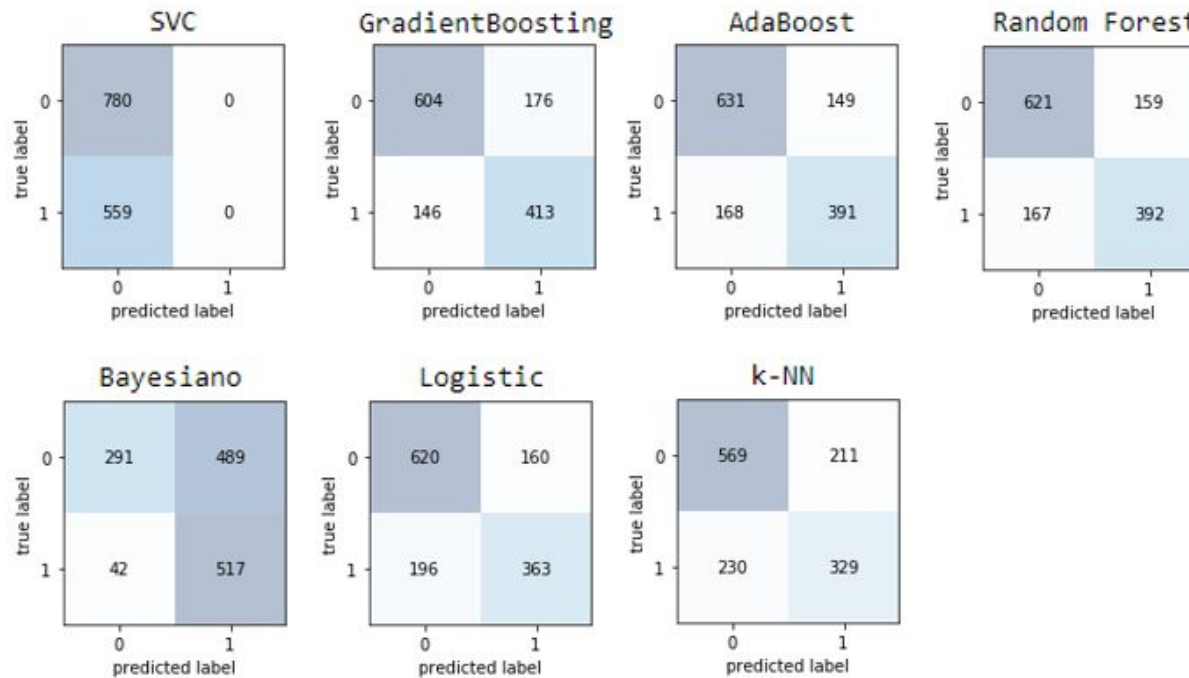 SVC
0
780
0
true label
1
559
0
0
1
predicted label
GradientBoosting
0
604
176
true label
1
146
413
0
1
predicted label
AdaBoost
0
631
149
true label
1
168
391
0
1
predicted label
Random Forest
0
621
159
true label
1
167
392
0
1
predicted label
Bayesiano
0
291
489
true label
1
42
517
0
1
predicted label
Logistic
0
620
160
true label
1
196
363
0
1
predicted label
k-NN
0
569
211
true label
1
230
329
0
1
predicted label